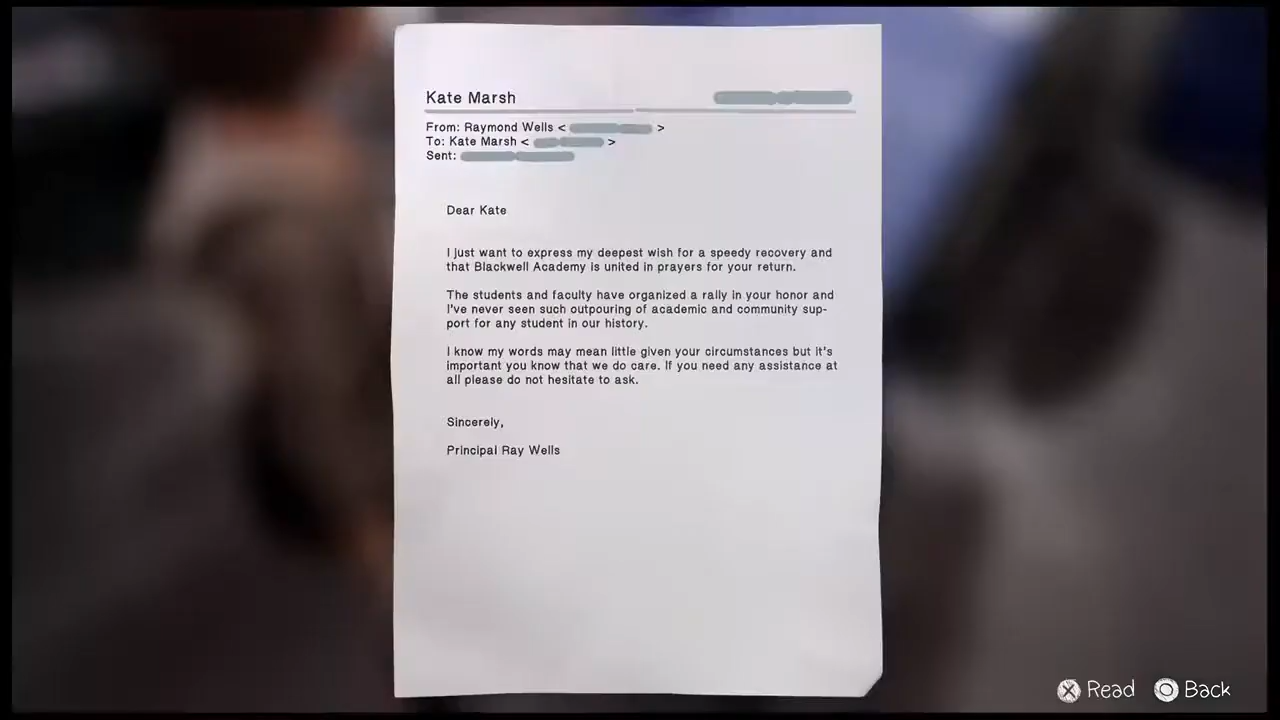 Kate Marsh
From: Raymond Wells < >
To: Kate Marsh < >
Sent:
Dear Kate
I just want to express my deepest wish for a speedy recovery and
that Blackwell Academy is united in prayers for your return.
The students and faculty have organized a rally in your honor and
I've never seen such outpouring of academic and community sup-
port for any student in our history.
I know my words may mean little given your circumstances but it's
important you know that we do care. If you need any assistance at
all please do not hesitate to ask.
Sincerely,
Principal Ray Wells
Read Back